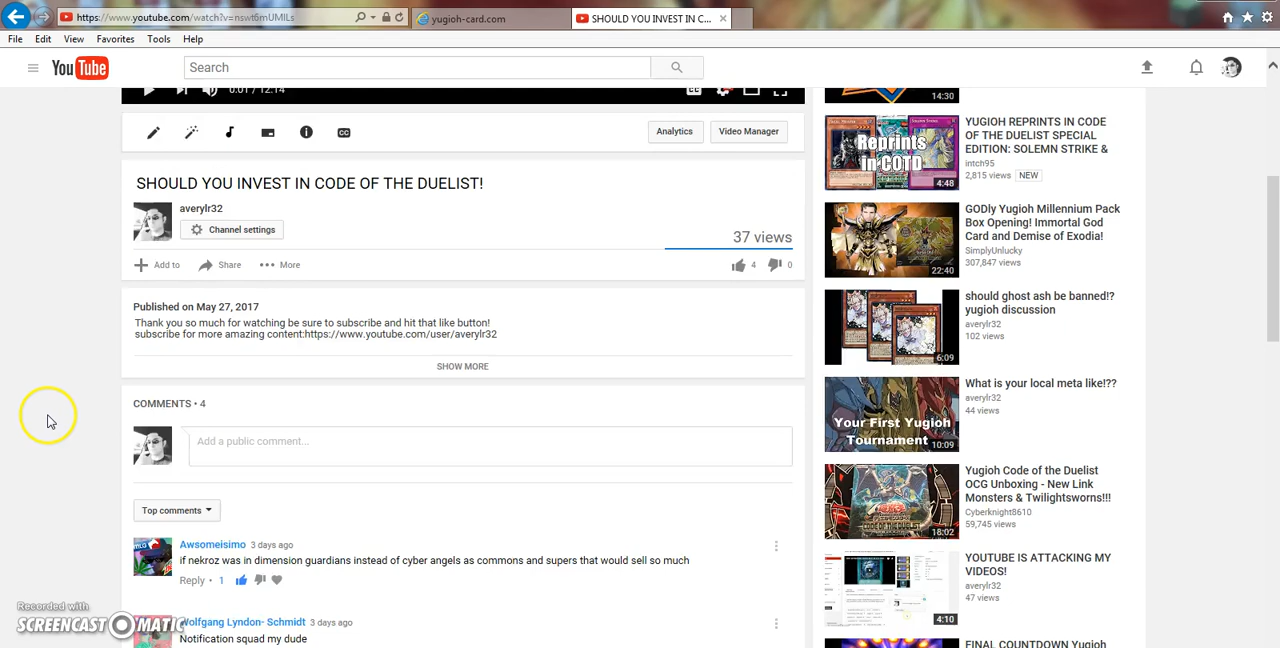 https://www.youtube.com/watch?v=nswt6mUMILs
yugioh-card.com
SHOULD YOU INVEST IN C...
File Edit View Favorites Tools Help
YouTube
Search
0:01 / 12:14
CC
Analytics
Video Manager
SHOULD YOU INVEST IN CODE OF THE DUELIST!
averylr32
Channel settings
37 views
Add to
Share
More
4
0
Published on May 27, 2017
Thank you so much for watching be sure to subscribe and hit that like button!
subscribe for more amazing content:https://www.youtube.com/user/averylr32
SHOW MORE
COMMENTS • 4
Add a public comment...
Top comments
Awsomeisimo 3 days ago
was in dimension guardians instead of cyberangels as commons and supers that would sell so much
Reply • 1
Wolfgang Lyndon- Schmidt 3 days ago
Notification squad my dude
Recorded with
SCREENCAST MATIC
14:30
Reprints
in COTD
4:48
YUGIOH REPRINTS IN CODE
OF THE DUELIST SPECIAL
EDITION: SOLEMN STRIKE &
intch95
2,815 views NEW
22:40
GODly Yugioh Millennium Pack
Box Opening! Immortal God
Card and Demise of Exodia!
SimplyUnlucky
307,847 views
6:09
should ghost ash be banned!?
yugioh discussion
averylr32
102 views
Your First Yugioh
Tournament
10:09
What is your local meta like!??
averylr32
44 views
18:02
Yugioh Code of the Duelist
OCG Unboxing - New Link
Monsters & Twilightsworns!!!
Cyberknight8610
59,745 views
4:10
YOUTUBE IS ATTACKING MY
VIDEOS!
averylr32
47 views
FINAL COUNTDOWN Yugioh